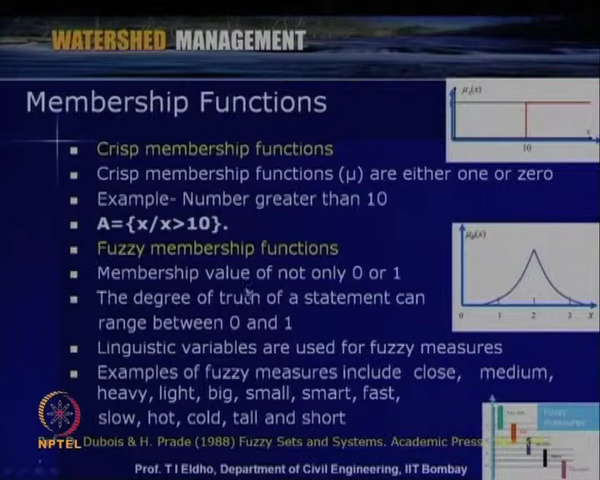 WATERSHED MANAGEMENT
Membership Functions
Crisp membership functions
Crisp membership functions (μ) are either one or zero
Example- Number greater than 10
A={x/x>10}.
Fuzzy membership functions
Membership value of not only 0 or 1
The degree of truth of a statement can
range between 0 and 1
Linguistic variables are used for fuzzy measures
Examples of fuzzy measures include close, medium,
heavy, light, big, small, smart, fast,
slow, hot, cold, tall and short
Dubois & H. Prade (1988) Fuzzy Sets and Systems. Academic Press
Prof. T I Eldho, Department of Civil Engineering, IIT Bombay
NPTEL
μA(x)
x
10
μB(x)
0 1 2 3 X
Fuzzy
measures